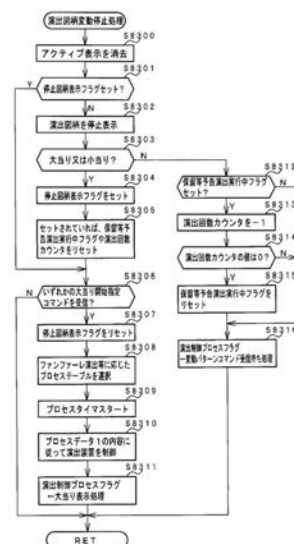 演出図柄変動停止処理
S8300
アクティブ表示を消去
S8301
停止図柄表示フラグセット?
Y
N
S8302
演出図柄を停止表示
S8303
大当り又は小当り?
N
Y
S8304
停止図柄表示フラグをセット
S8305
セットされていれば、保留等予
告演出実行中フラグや演出回数
カウンタをリセット
S8306
いずれかの大当り開始指定
コマンドを受信?
N
Y
S8307
停止図柄表示フラグをリセット
S8308
ファンファーレ演出等に応じた
プロセステーブルを選択
S8309
プロセスタイマスタート
S8310
プロセスデータ1の内容に
従って演出装置を制御
S8311
演出制御プロセスフラグ
←大当り表示処理
S8312
保留等予告演出実行中フラグ
セット?
N
Y
S8313
演出回数カウンタを-1
S8314
演出回数カウンタの値は0?
N
Y
S8315
保留等予告演出実行中フラグを
リセット
S8316
演出制御プロセスフラグ
←変動パターンコマンド受信待ち処理
RET